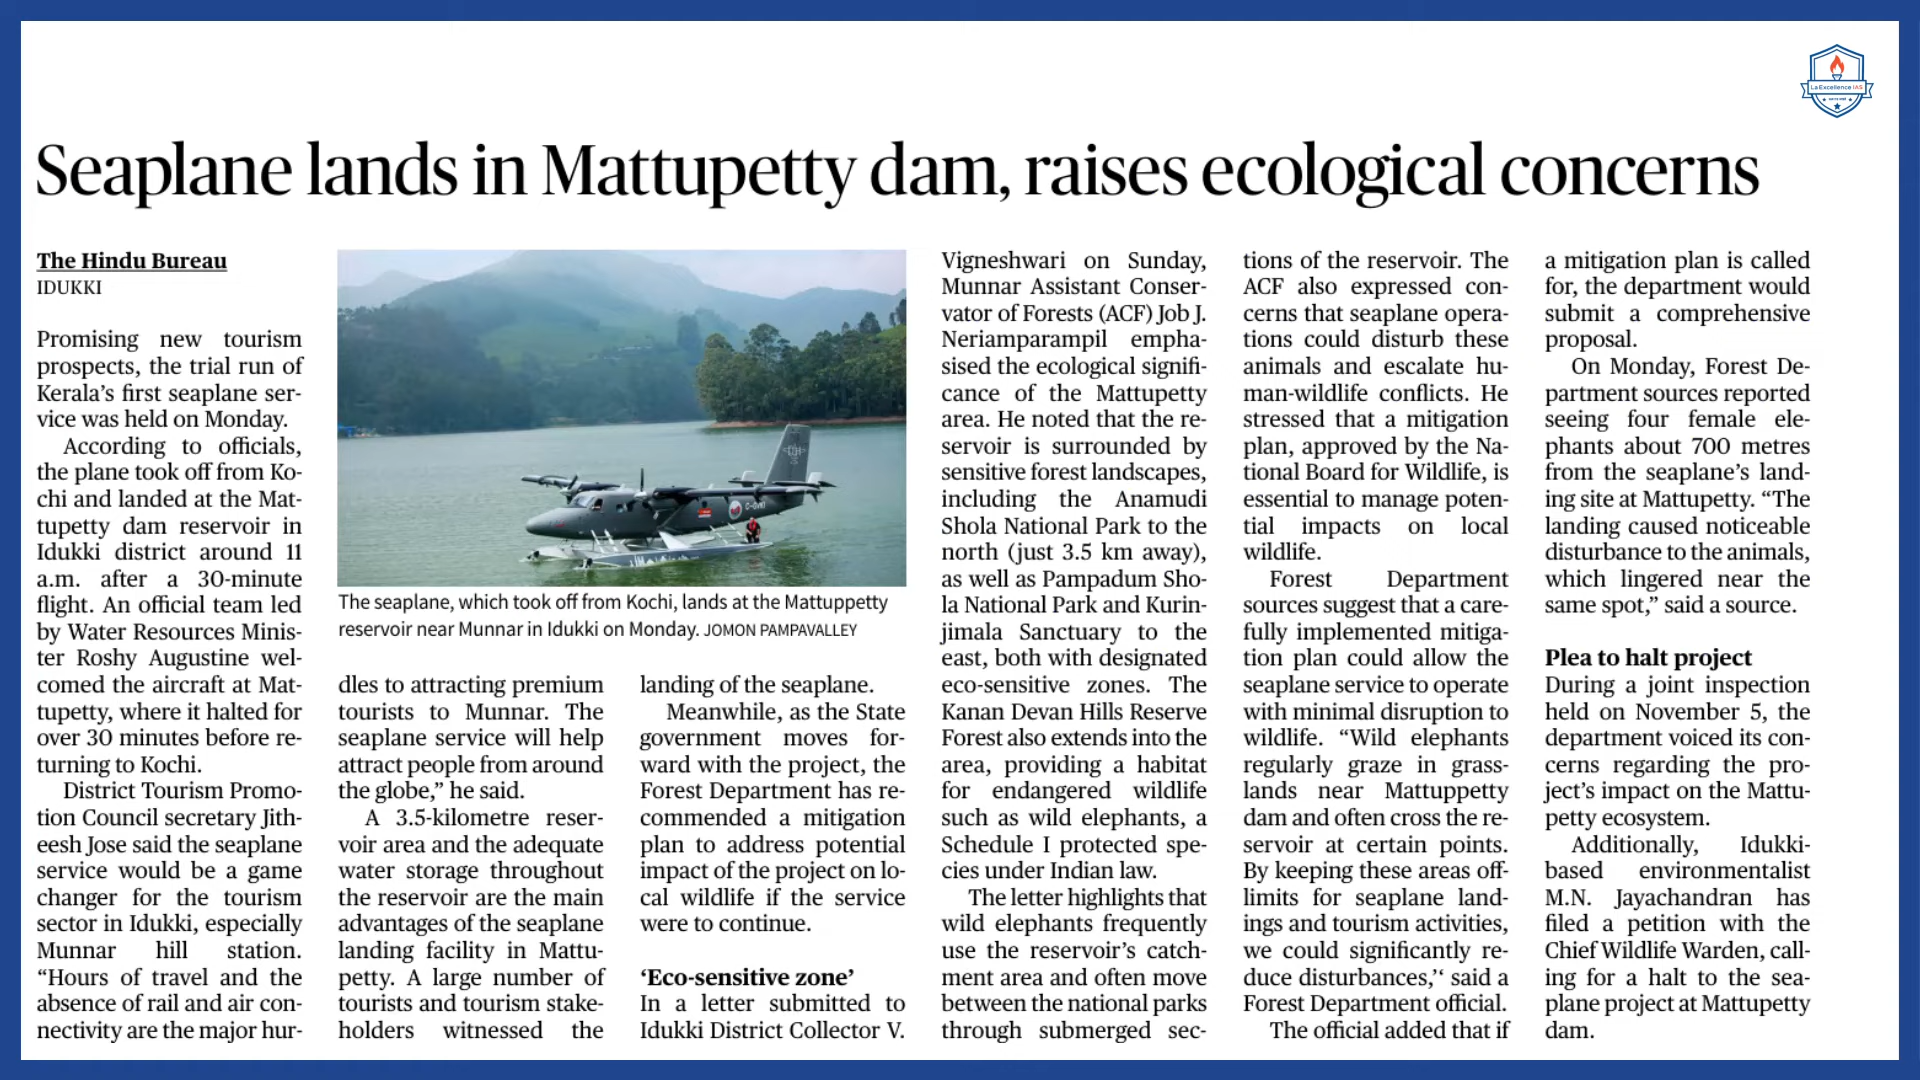 La Excellence IAS
Seaplane lands in Mattupetty dam, raises ecological concerns
The Hindu Bureau
IDUKKI
Promising new tourism
prospects, the trial run of
Kerala’s first seaplane ser-
vice was held on Monday.
According to officials,
the plane took off from Ko-
chi and landed at the Mat-
tupetty dam reservoir in
Idukki district around 11
a.m. after a 30-minute
flight. An official team led
by Water Resources Minis-
ter Roshy Augustine wel-
comed the aircraft at Mat-
tupetty, where it halted for
over 30 minutes before re-
turning to Kochi.
District Tourism Promo-
tion Council secretary Jith-
eesh Jose said the seaplane
service would be a game
changer for the tourism
sector in Idukki, especially
Munnar hill station.
“Hours of travel and the
absence of rail and air con-
nectivity are the major hur-
The seaplane, which took off from Kochi, lands at the Mattuppetty
reservoir near Munnar in Idukki on Monday. JOMON PAMPAVALLEY
dles to attracting premium
tourists to Munnar. The
seaplane service will help
attract people from around
the globe,” he said.
A 3.5-kilometre reser-
voir area and the adequate
water storage throughout
the reservoir are the main
advantages of the seaplane
landing facility in Mattu-
petty. A large number of
tourists and tourism stake-
holders witnessed the
landing of the seaplane.
Meanwhile, as the State
government moves for-
ward with the project, the
Forest Department has re-
commended a mitigation
plan to address potential
impact of the project on lo-
cal wildlife if the service
were to continue.
‘Eco-sensitive zone’
In a letter submitted to
Idukki District Collector V.
Vigneshwari on Sunday,
Munnar Assistant Conser-
vator of Forests (ACF) Job J.
Neriamparampil empha-
sised the ecological signifi-
cance of the Mattupetty
area. He noted that the re-
servoir is surrounded by
sensitive forest landscapes,
including the Anamudi
Shola National Park to the
north (just 3.5 km away),
as well as Pampadum Sho-
la National Park and Kurin-
jimala Sanctuary to the
east, both with designated
eco-sensitive zones. The
Kanan Devan Hills Reserve
Forest also extends into the
area, providing a habitat
for endangered wildlife
such as wild elephants, a
Schedule I protected spe-
cies under Indian law.
The letter highlights that
wild elephants frequently
use the reservoir’s catch-
ment area and often move
between the national parks
through submerged sec-
tions of the reservoir. The
ACF also expressed con-
cerns that seaplane opera-
tions could disturb these
animals and escalate hu-
man-wildlife conflicts. He
stressed that a mitigation
plan, approved by the Na-
tional Board for Wildlife, is
essential to manage poten-
tial impacts on local
wildlife.
Forest Department
sources suggest that a care-
fully implemented mitiga-
tion plan could allow the
seaplane service to operate
with minimal disruption to
wildlife. “Wild elephants
regularly graze in grass-
lands near Mattuppetty
dam and often cross the re-
servoir at certain points.
By keeping these areas off-
limits for seaplane land-
ings and tourism activities,
we could significantly re-
duce disturbances,’‘ said a
Forest Department official.
The official added that if
a mitigation plan is called
for, the department would
submit a comprehensive
proposal.
On Monday, Forest De-
partment sources reported
seeing four female ele-
phants about 700 metres
from the seaplane’s land-
ing site at Mattupetty. “The
landing caused noticeable
disturbance to the animals,
which lingered near the
same spot,” said a source.
Plea to halt project
During a joint inspection
held on November 5, the
department voiced its con-
cerns regarding the pro-
ject’s impact on the Mattu-
petty ecosystem.
Additionally, Idukki-
based environmentalist
M.N. Jayachandran has
filed a petition with the
Chief Wildlife Warden, call-
ing for a halt to the sea-
plane project at Mattupetty
dam.